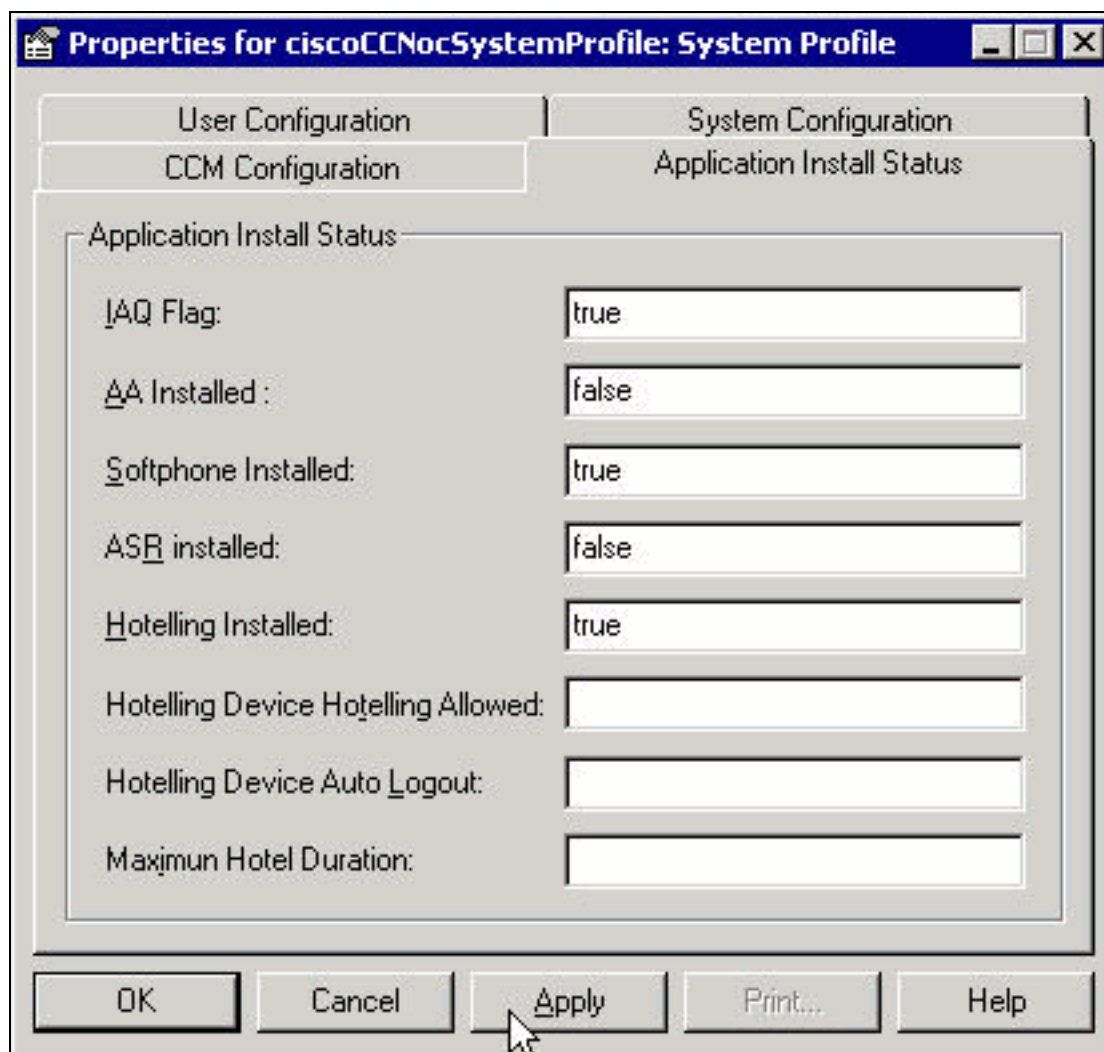 Properties for ciscoCCNocSystemProfile: System Profile
User Configuration
System Configuration
CCM Configuration
Application Install Status
Application Install Status
IAQ Flag:
true
AA Installed :
false
Softphone Installed:
true
ASR installed:
false
Hotelling Installed:
true
Hotelling Device Hotelling Allowed:
Hotelling Device Auto Logout:
Maximun Hotel Duration:
OK
Cancel
Apply
Print...
Help